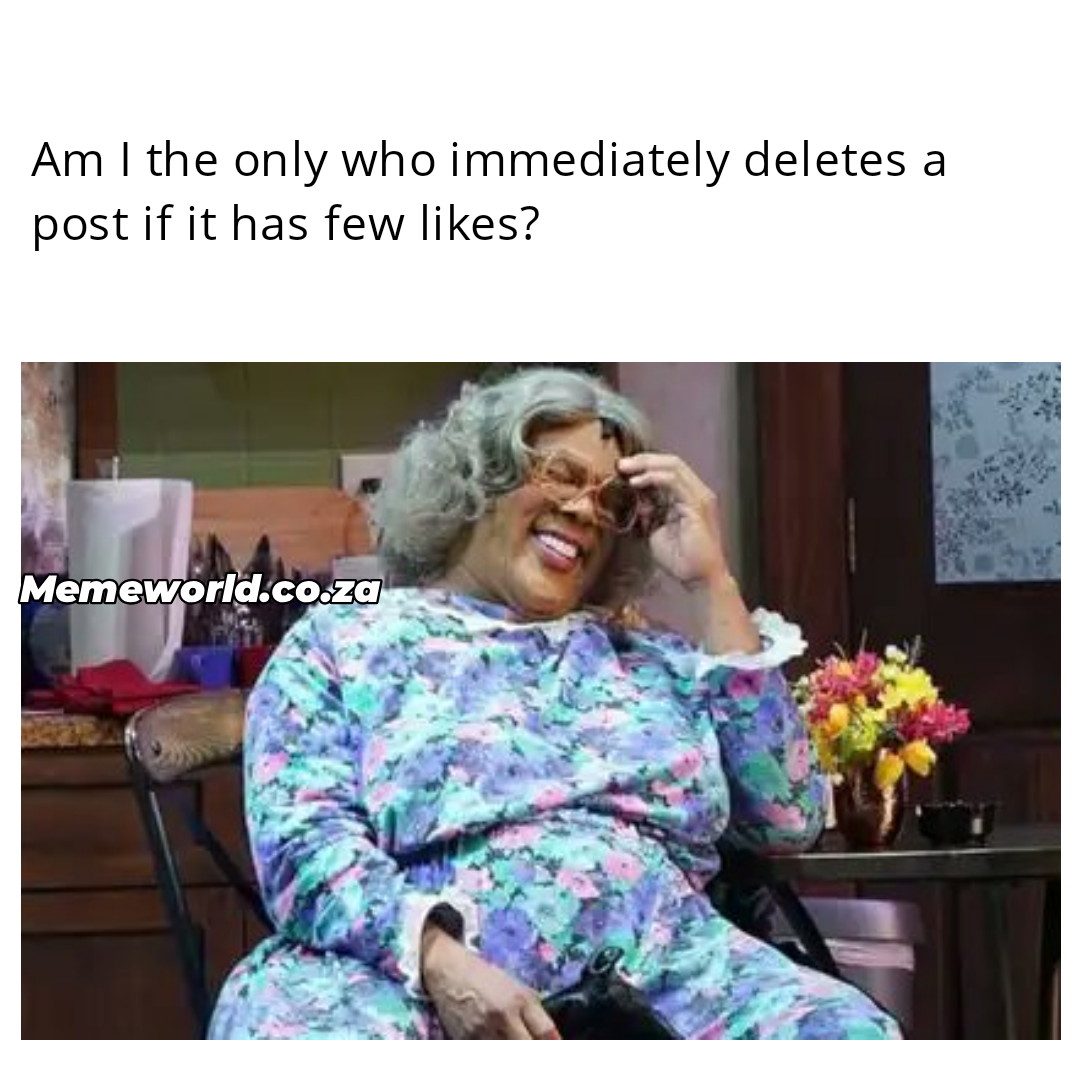 Am I the only who immediately deletes a
post if it has few likes?
Memeworld.co.za